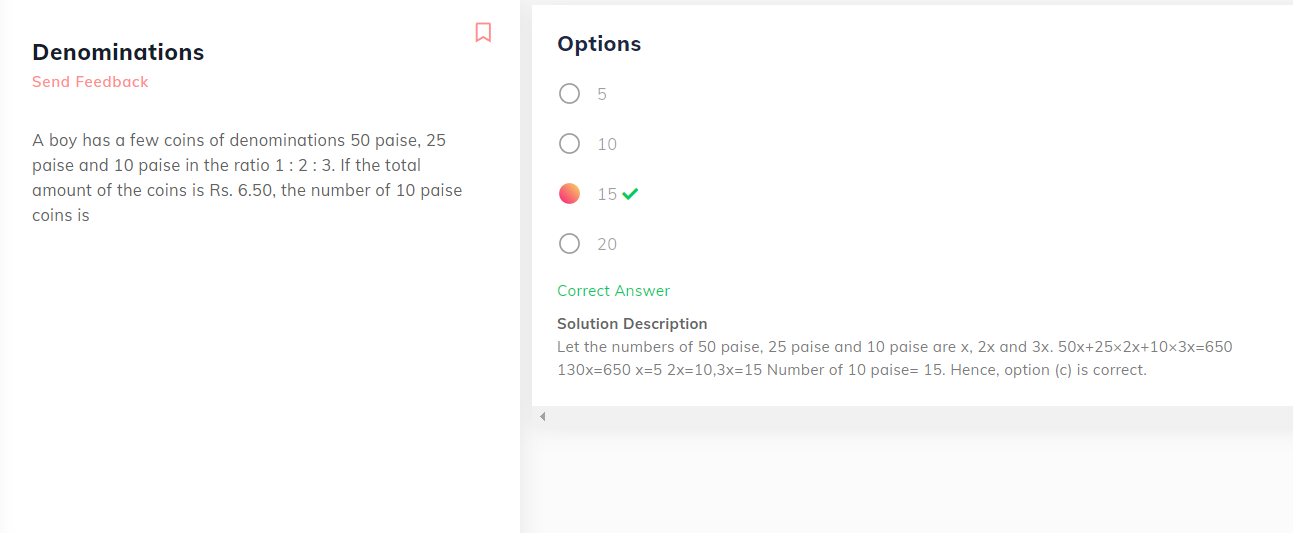 Denominations
Send Feedback
A boy has a few coins of denominations 50 paise, 25
paise and 10 paise in the ratio 1 : 2 : 3. If the total
amount of the coins is Rs. 6.50, the number of 10 paise
coins is
Options
5
10
15
20
Correct Answer
Solution Description
Let the numbers of 50 paise, 25 paise and 10 paise are x, 2x and 3x. 50x+25×2x+10×3x=650
130x=650 x=5 2x=10,3x=15 Number of 10 paise= 15. Hence, option (c) is correct.